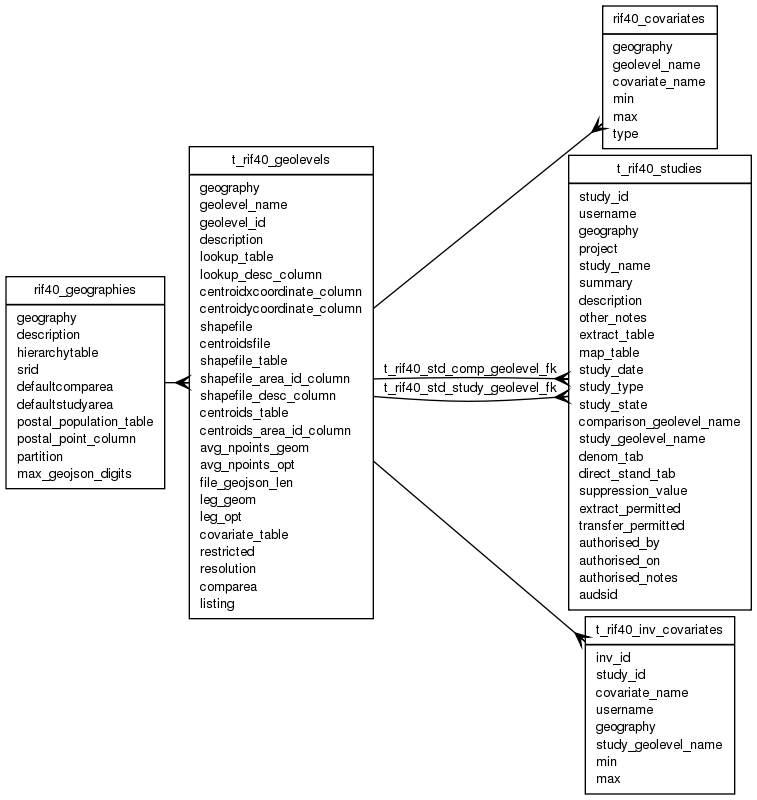 rif40_geographies
geography
description
hierarchytable
srid
defaultcomparea
defaultstudyarea
postal_population_table
postal_point_column
partition
max_geojson_digits
t_rif40_geolevels
geography
geolevel_name
geolevel_id
description
lookup_table
lookup_desc_column
centroidxcoordinate_column
centroidycoordinate_column
shapefile
centroidsfile
shapefile_table
shapefile_area_id_column
shapefile_desc_column
centroids_table
centroids_area_id_column
avg_npoints_geom
avg_npoints_opt
file_geojson_len
leg_geom
leg_opt
covariate_table
restricted
resolution
comparea
listing
t_rif40_std_comp_geolevel_fk
t_rif40_std_study_geolevel_fk
rif40_covariates
geography
geolevel_name
covariate_name
min
max
type
t_rif40_studies
study_id
username
geography
project
study_name
summary
description
other_notes
extract_table
map_table
study_date
study_type
study_state
comparison_geolevel_name
study_geolevel_name
denom_tab
direct_stand_tab
suppression_value
extract_permitted
transfer_permitted
authorised_by
authorised_on
authorised_notes
audsid
t_rif40_inv_covariates
inv_id
study_id
covariate_name
username
geography
study_geolevel_name
min
max